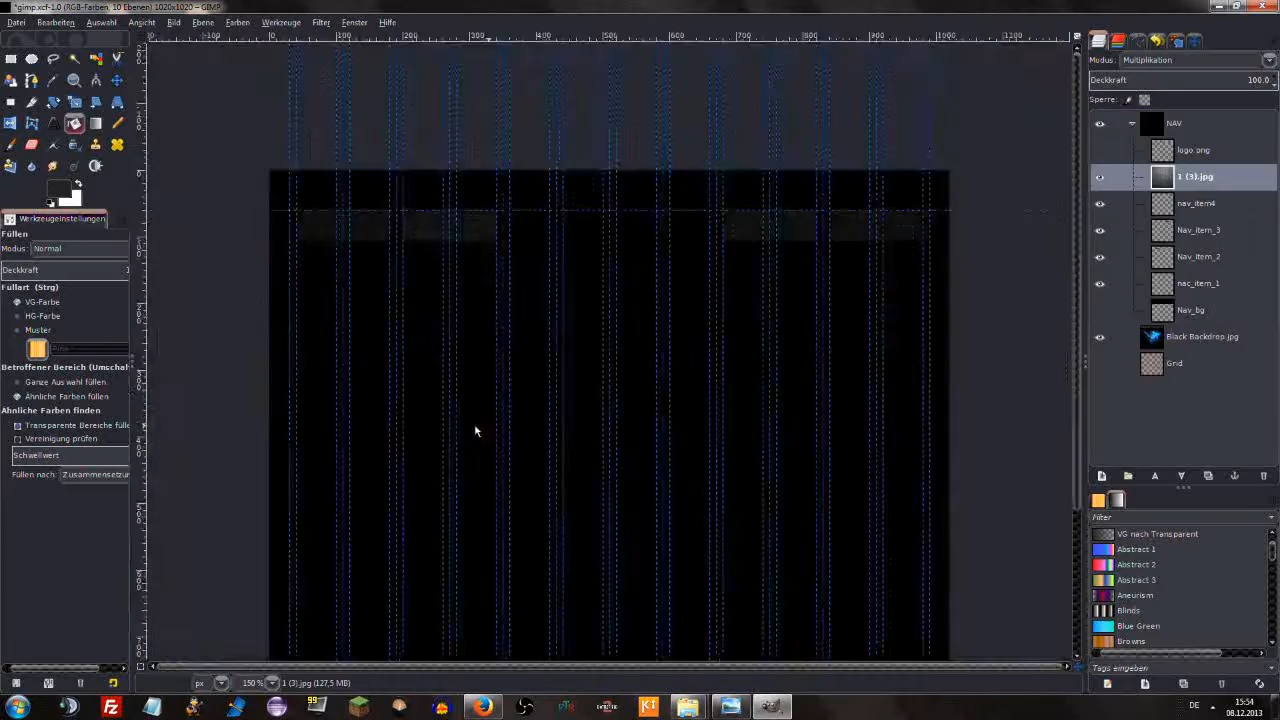 *gimp.xcf-1.0 (RGB-Farben, 10 Ebenen) 1020x1020 – GIMP
Datei Bearbeiten Auswahl Ansicht Bild Ebene Farben Werkzeuge Filter Fenster Hilfe
Modus: Multiplikation
Deckkraft 100.0
Sperre:
NAV
logo.png
1 (3).jpg
nav_item4
Nav_item_3
Nav_item_2
nac_item_1
Nav_bg
Black Backdrop.jpg
Grid
Werkzeugeinstellungen
Füllen
Modus: Normal
Deckkraft 1
Füllart (Strg)
VG-Farbe
HG-Farbe
Muster
Pine
Betroffener Bereich (Umschal
Ganze Auswahl füllen
Ähnliche Farben füllen
Ähnliche Farben finden
Transparente Bereiche fülle
Vereinigung prüfen
Schwellwert
Füllen nach: Zusammensetzun
Filter
VG nach Transparent
Abstract 1
Abstract 2
Abstract 3
Aneurism
Blinds
Blue Green
Browns
Tags eingeben
px 150 % 1 (3).jpg (127,5 MB)
DE 15:54
08.12.2013